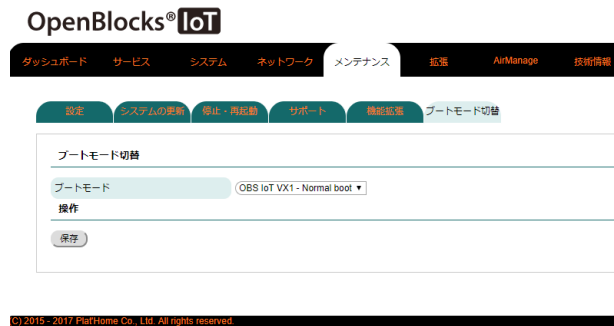 OpenBlocks® IoT
ダッシュボード サービス システム ネットワーク メンテナンス 拡張 AirManage 技術情報
設定 システムの更新 停止・再起動 サポート 機能拡張 ブートモード切替
ブートモード切替
ブートモード OBS IoT VX1 - Normal boot ▼
操作
保存
(C) 2015 - 2017 Plat'Home Co., Ltd. All rights reserved.